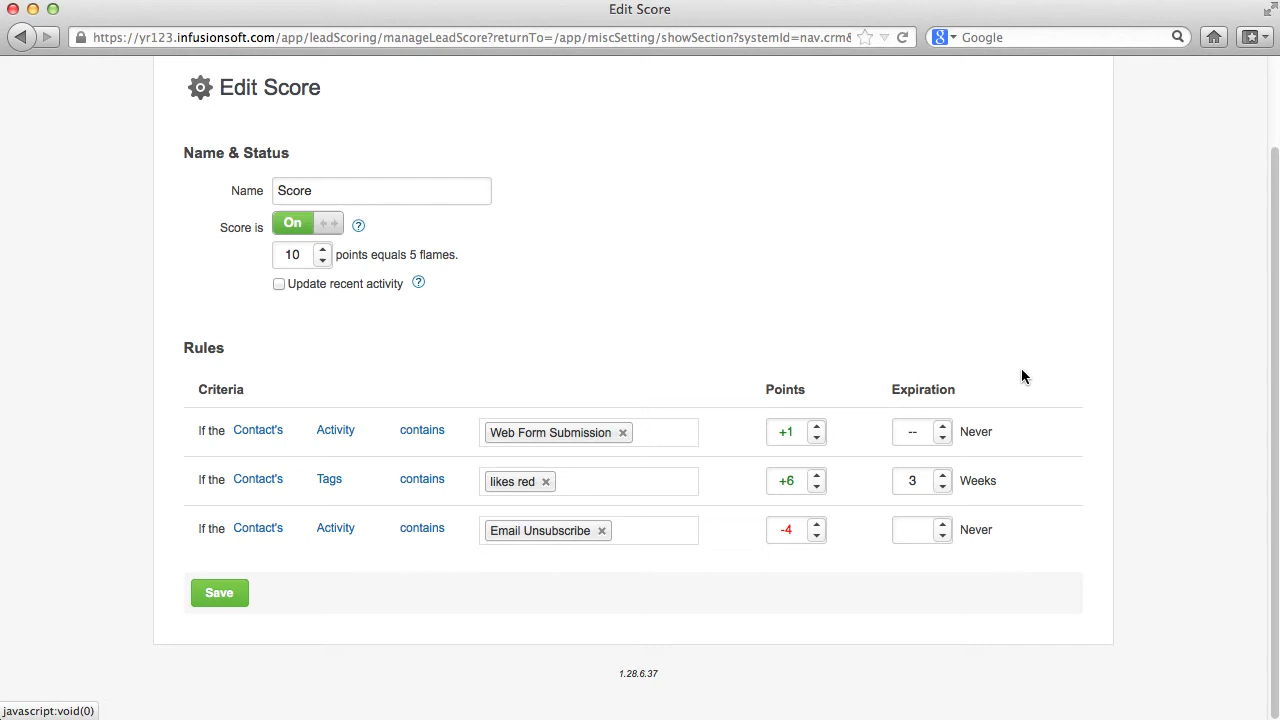 Edit Score
https://yr123.infusionsoft.com/app/leadScoring/manageLeadScore?returnTo=/app/miscSetting/showSection?systemId=nav.crm&
Google
Edit Score
Name & Status
Name Score
Score is On ?
10 points equals 5 flames.
Update recent activity ?
Rules
Criteria Points Expiration
If the Contact's Activity contains Web Form Submission × +1 -- Never
If the Contact's Tags contains likes red × +6 3 Weeks
If the Contact's Activity contains Email Unsubscribe × -4 Never
Save
1.28.6.37
javascript:void(0)